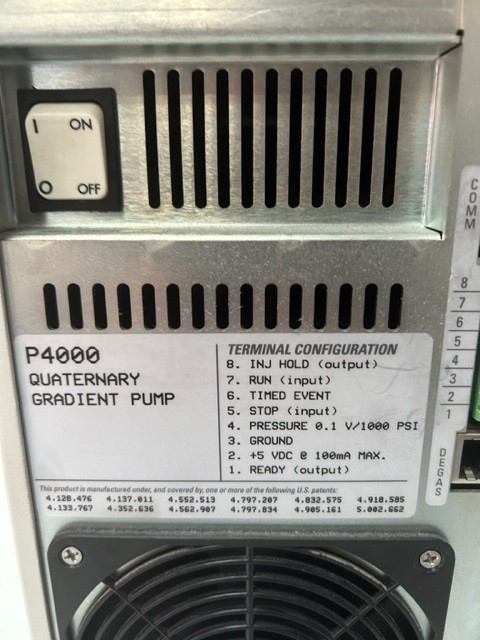 I ON
O OFF
COMM
8
7
6
5
4
3
2
1
DEGAS
P4000
QUATERNARY
GRADIENT PUMP
TERMINAL CONFIGURATION
8. INJ HOLD (output)
7. RUN (input)
6. TIMED EVENT
5. STOP (input)
4. PRESSURE 0.1 V/1000 PSI
3. GROUND
2. +5 VDC @ 100mA MAX.
1. READY (output)
This product is manufactured under, and covered by, one or more of the following U.S. patents:
4.128.476 4.137.011 4.552.513 4.797.207 4.832.575 4.918.585
4.133.767 4.352.636 4.562.907 4.797.834 4.905.161 5.002.662